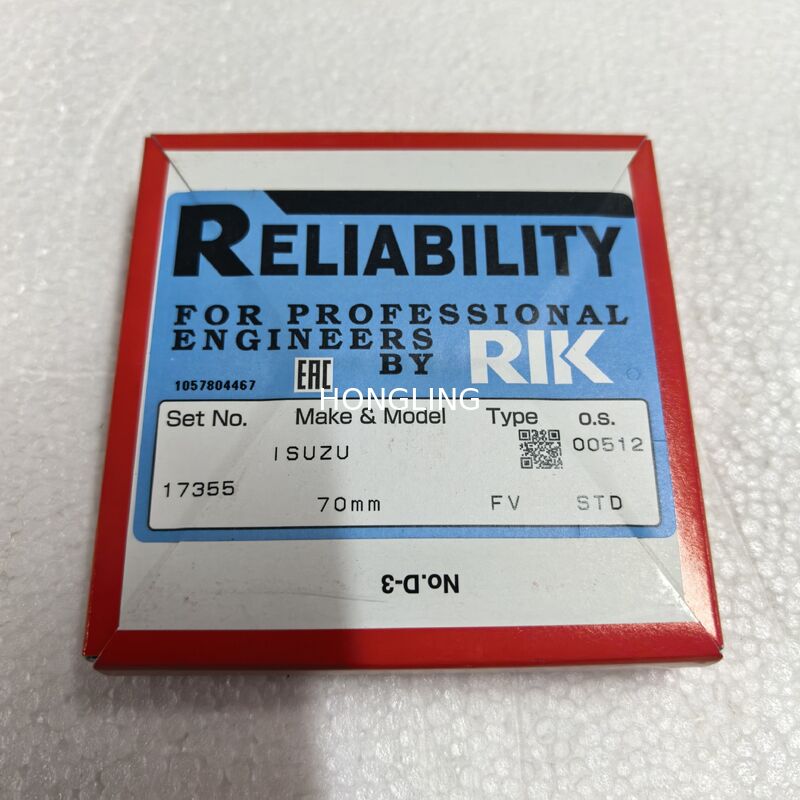 RELIABILITY
FOR PROFESSIONAL
ENGINEERS
BY RIK
1057804467
EAC
HONGLING
Set No. Make & Model Type o.s.
ISUZU 00512
17355 70mm FV STD
No.D-3